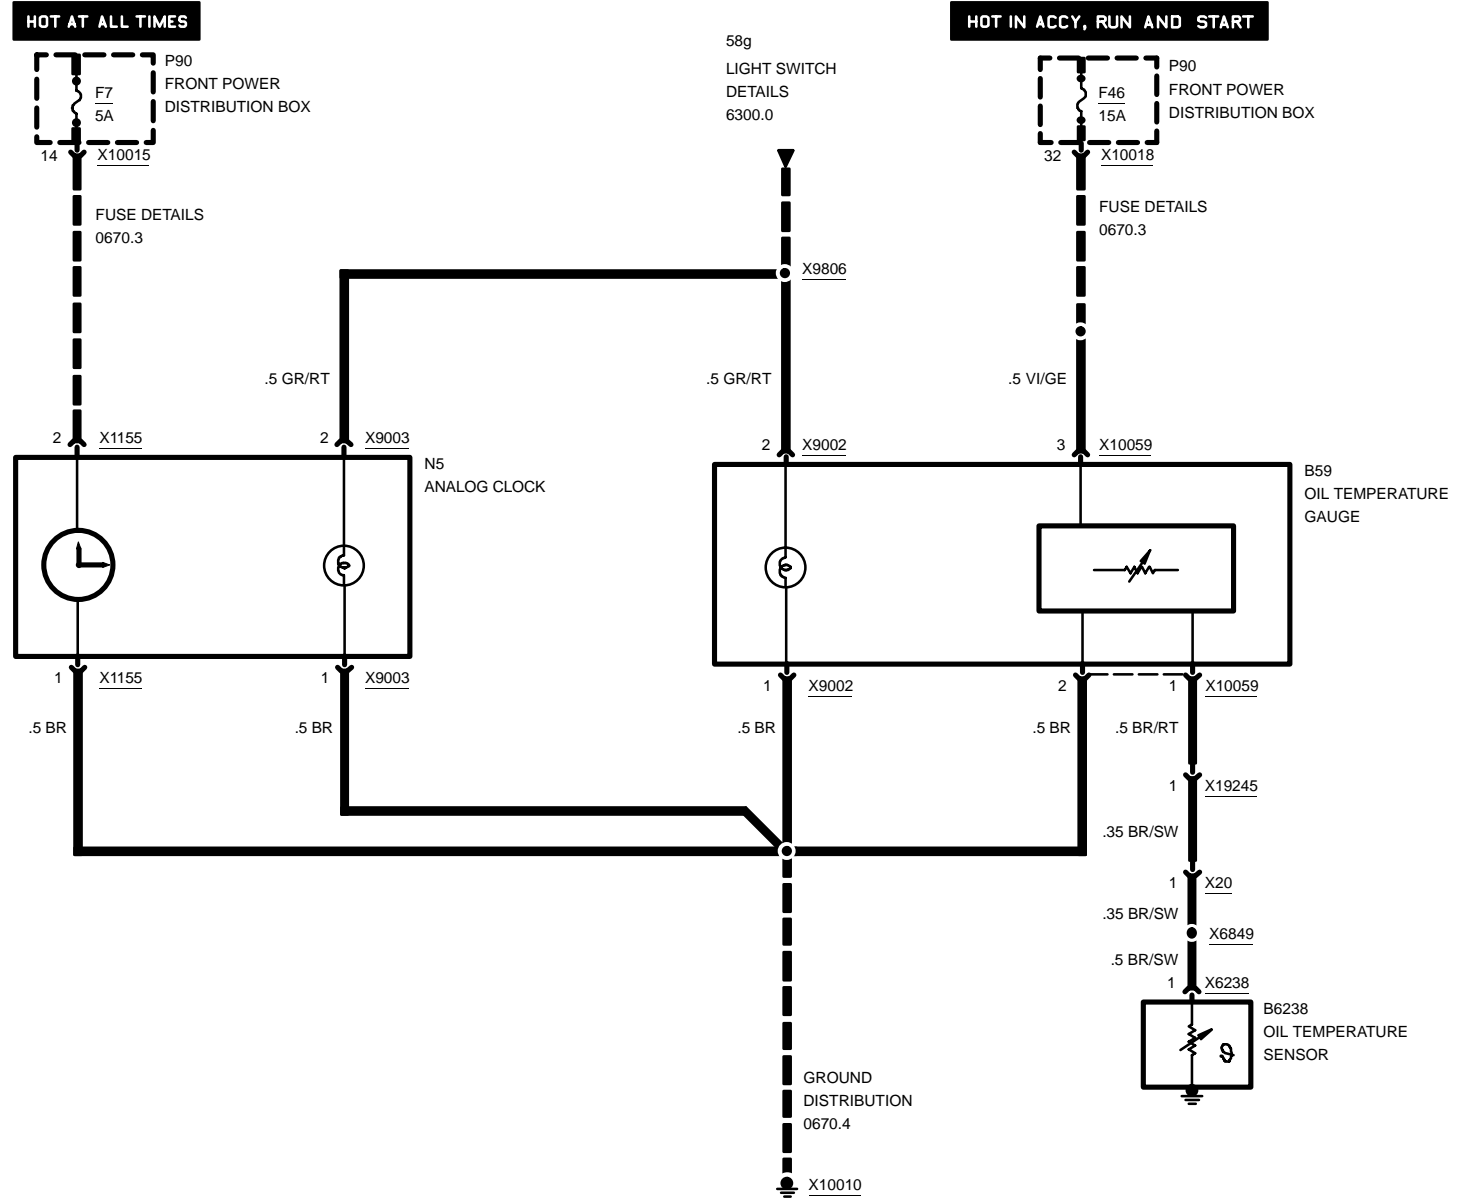 HOT AT ALL TIMES
HOT IN ACCY, RUN AND START
P90
FRONT POWER
DISTRIBUTION BOX
F7
5A
14
X10015
58g
LIGHT SWITCH
DETAILS
6300.0
P90
FRONT POWER
DISTRIBUTION BOX
F46
15A
32
X10018
FUSE DETAILS
0670.3
FUSE DETAILS
0670.3
X9806
.5 GR/RT
.5 GR/RT
.5 VI/GE
2
X1155
2
X9003
2
X9002
3
X10059
N5
ANALOG CLOCK
B59
OIL TEMPERATURE
GAUGE
1
X1155
1
X9003
1
X9002
2
1
X10059
.5 BR
.5 BR
.5 BR
.5 BR
.5 BR/RT
1
X19245
.35 BR/SW
1
X20
.35 BR/SW
X6849
.5 BR/SW
1
X6238
B6238
OIL TEMPERATURE
SENSOR
ϑ
GROUND
DISTRIBUTION
0670.4
X10010